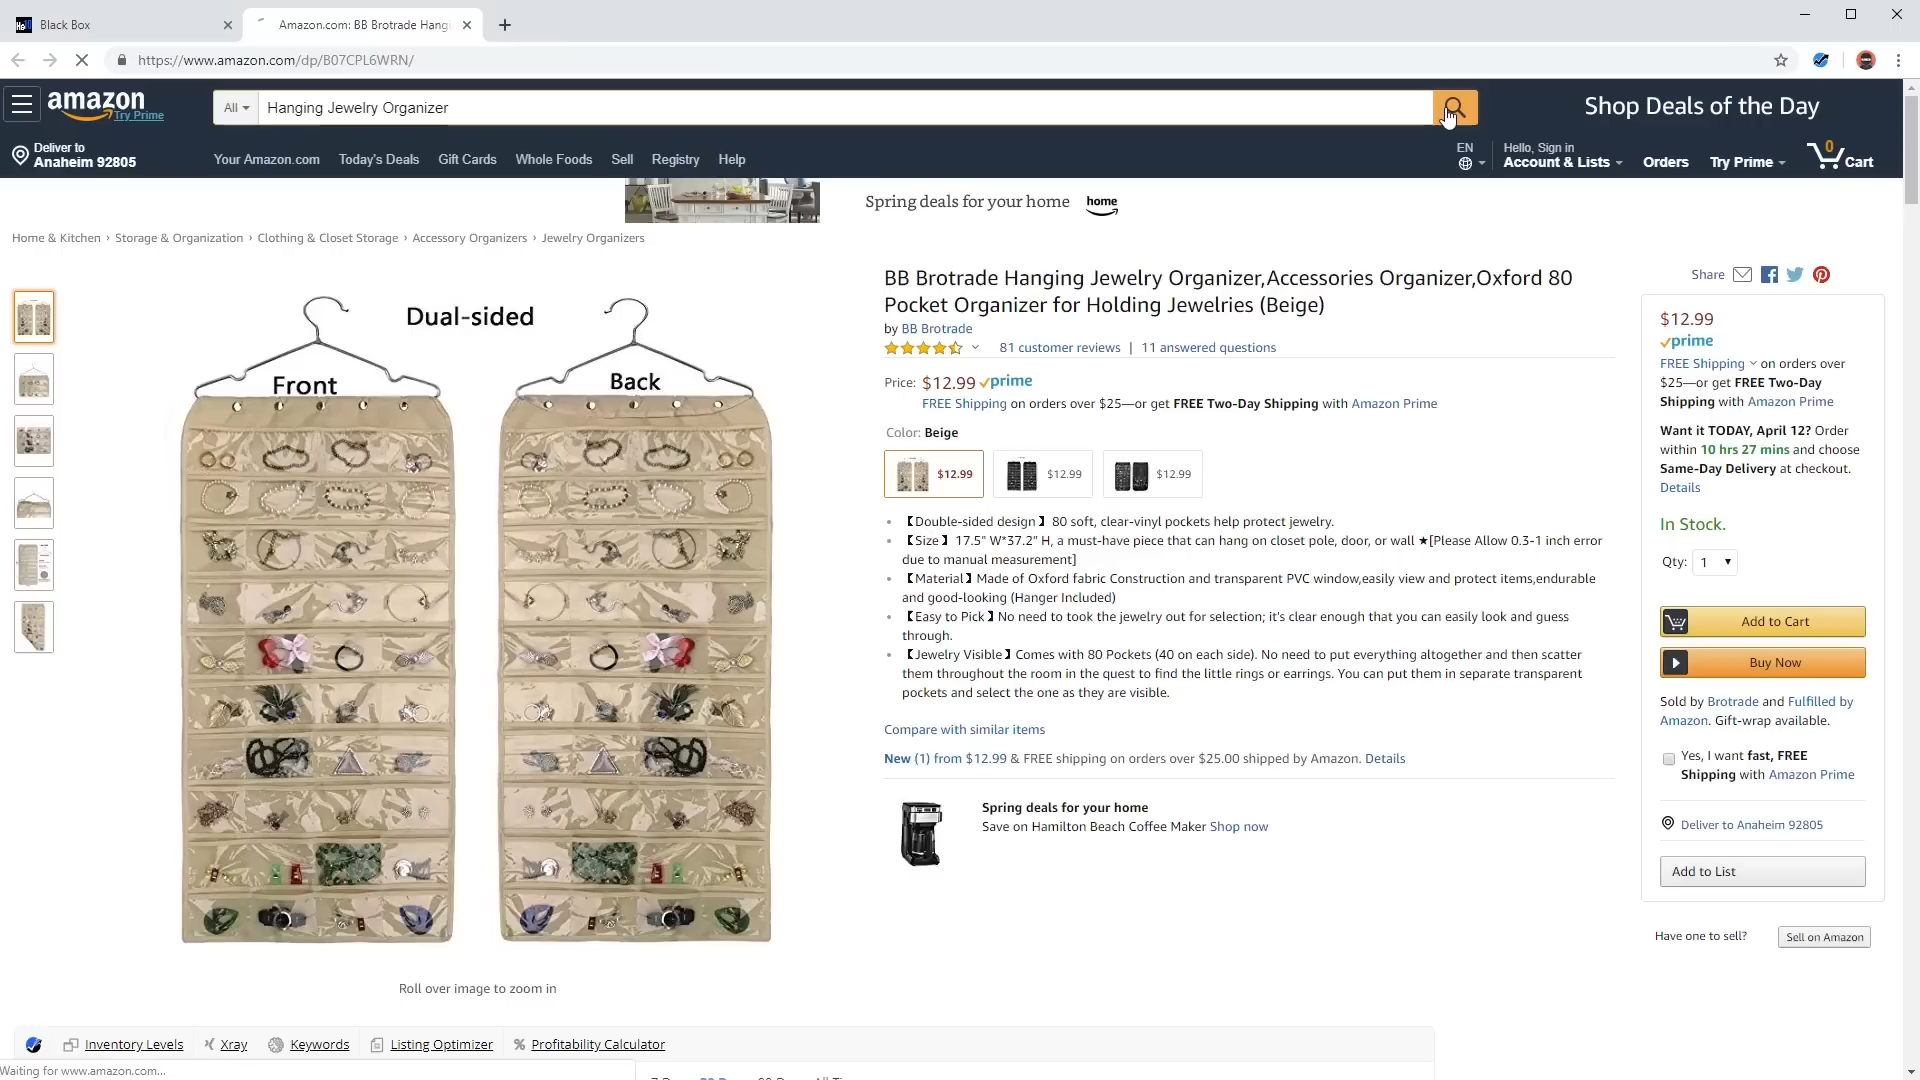 Black Box
Amazon.com: BB Brotrade Hang
https://www.amazon.com/dp/B07CPL6WRN/
amazon
Try Prime
All
Hanging Jewelry Organizer
Shop Deals of the Day
Deliver to
Anaheim 92805
Your Amazon.com
Today's Deals
Gift Cards
Whole Foods
Sell
Registry
Help
EN
Hello, Sign in
Account & Lists
Orders
Try Prime
0
Cart
Spring deals for your home
home
Home & Kitchen › Storage & Organization › Clothing & Closet Storage › Accessory Organizers › Jewelry Organizers
Dual-sided
Front
Back
Roll over image to zoom in
BB Brotrade Hanging Jewelry Organizer,Accessories Organizer,Oxford 80
Pocket Organizer for Holding Jewelries (Beige)
by BB Brotrade
81 customer reviews | 11 answered questions
Price: $12.99 prime
FREE Shipping on orders over $25—or get FREE Two-Day Shipping with Amazon Prime
Color: Beige
$12.99
$12.99
$12.99
• 【Double-sided design】 80 soft, clear-vinyl pockets help protect jewelry.
• 【Size】 17.5" W*37.2" H, a must-have piece that can hang on closet pole, door, or wall ★[Please Allow 0.3-1 inch error
due to manual measurement]
• 【Material】Made of Oxford fabric Construction and transparent PVC window,easily view and protect items,endurable
and good-looking (Hanger Included)
• 【Easy to Pick】No need to took the jewelry out for selection; it's clear enough that you can easily look and guess
through.
• 【Jewelry Visible】Comes with 80 Pockets (40 on each side). No need to put everything altogether and then scatter
them throughout the room in the quest to find the little rings or earrings. You can put them in separate transparent
pockets and select the one as they are visible.
Compare with similar items
New (1) from $12.99 & FREE shipping on orders over $25.00 shipped by Amazon. Details
Spring deals for your home
Save on Hamilton Beach Coffee Maker Shop now
Share
$12.99
prime
FREE Shipping on orders over
$25—or get FREE Two-Day
Shipping with Amazon Prime
Want it TODAY, April 12? Order
within 10 hrs 27 mins and choose
Same-Day Delivery at checkout.
Details
In Stock.
Qty: 1
Add to Cart
Buy Now
Sold by Brotrade and Fulfilled by
Amazon. Gift-wrap available.
Yes, I want fast, FREE
Shipping with Amazon Prime
Deliver to Anaheim 92805
Add to List
Have one to sell?
Sell on Amazon
Inventory Levels
Xray
Keywords
Listing Optimizer
Profitability Calculator
Waiting for www.amazon.com...